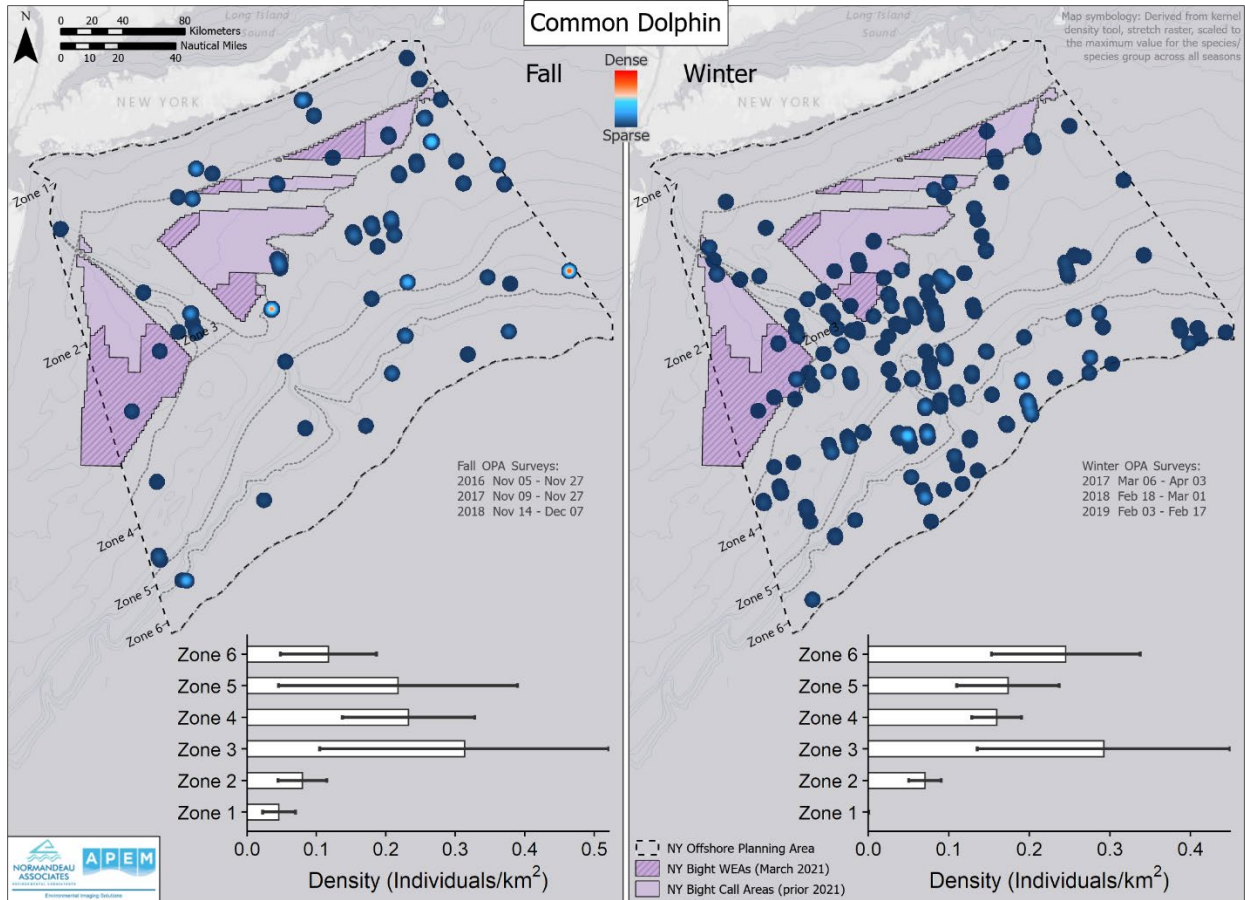 Common Dolphin
N
0 20 40 80
Kilometers
Nautical Miles
0 10 20 40
Long Island
Sound
NEW YORK
Fall
Dense
Sparse
Winter
Long Island
Sound
NEW YORK
Map symbology: Derived from kernel
density tool, stretch raster, scaled to
the maximum value for the species/
species group across all seasons
Zone 1
Zone 2
Zone 3
Zone 4
Zone 5
Zone 6
Fall OPA Surveys:
2016 Nov 05 - Nov 27
2017 Nov 09 - Nov 27
2018 Nov 14 - Dec 07
Zone 1
Zone 2
Zone 3
Zone 4
Zone 5
Zone 6
Winter OPA Surveys:
2017 Mar 06 - Apr 03
2018 Feb 18 - Mar 01
2019 Feb 03 - Feb 17
Zone 6
Zone 5
Zone 4
Zone 3
Zone 2
Zone 1
0.0 0.1 0.2 0.3 0.4 0.5
Density (Individuals/km²)
Zone 6
Zone 5
Zone 4
Zone 3
Zone 2
Zone 1
0.0 0.1 0.2 0.3 0.4
Density (Individuals/km²)
NORMANDEAU
ASSOCIATES
ENVIRONMENTAL CONSULTANTS
APEM
Environmental Imaging Solutions
NY Offshore Planning Area
NY Bight WEAs (March 2021)
NY Bight Call Areas (prior 2021)